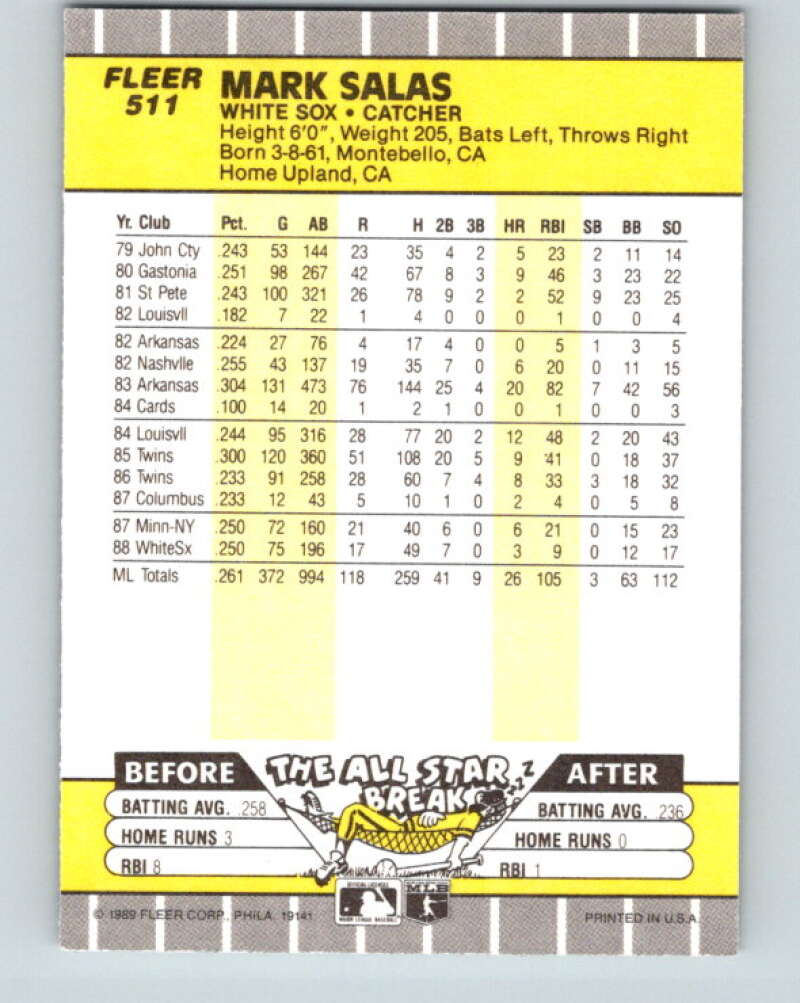 FLEER
511
MARK SALAS
WHITE SOX • CATCHER
Height 6'0", Weight 205, Bats Left, Throws Right
Born 3-8-61, Montebello, CA
Home Upland, CA
Yr. Club Pct. G AB R H 2B 3B HR RBI SB BB SO
79 John Cty .243 53 144 23 35 4 2 5 23 2 11 14
80 Gastonia .251 98 267 42 67 8 3 9 46 3 23 22
81 St Pete .243 100 321 26 78 9 2 2 52 9 23 25
82 Louisvll .182 7 22 1 4 0 0 0 1 0 0 4
82 Arkansas .224 27 76 4 17 4 0 0 5 1 3 5
82 Nashvlle .255 43 137 19 35 7 0 6 20 0 11 15
83 Arkansas .304 131 473 76 144 25 4 20 82 7 42 56
84 Cards .100 14 20 1 2 1 0 0 1 0 0 3
84 Louisvll .244 95 316 28 77 20 2 12 48 2 20 43
85 Twins .300 120 360 51 108 20 5 9 41 0 18 37
86 Twins .233 91 258 28 60 7 4 8 33 3 18 32
87 Columbus .233 12 43 5 10 1 0 2 4 0 5 8
87 Minn-NY .250 72 160 21 40 6 0 6 21 0 15 23
88 WhiteSx .250 75 196 17 49 7 0 3 9 0 12 17
ML Totals .261 372 994 118 259 41 9 26 105 3 63 112
BEFORE THE ALL STAR BREAK AFTER
zzZ
BATTING AVG. .258 BATTING AVG. .236
HOME RUNS 3 HOME RUNS 0
RBI 8 RBI 1
OFFICIAL LICENSEE
MAJOR LEAGUE BASEBALL
MLB
© 1989 FLEER CORP., PHILA. 19141 PRINTED IN U.S.A.